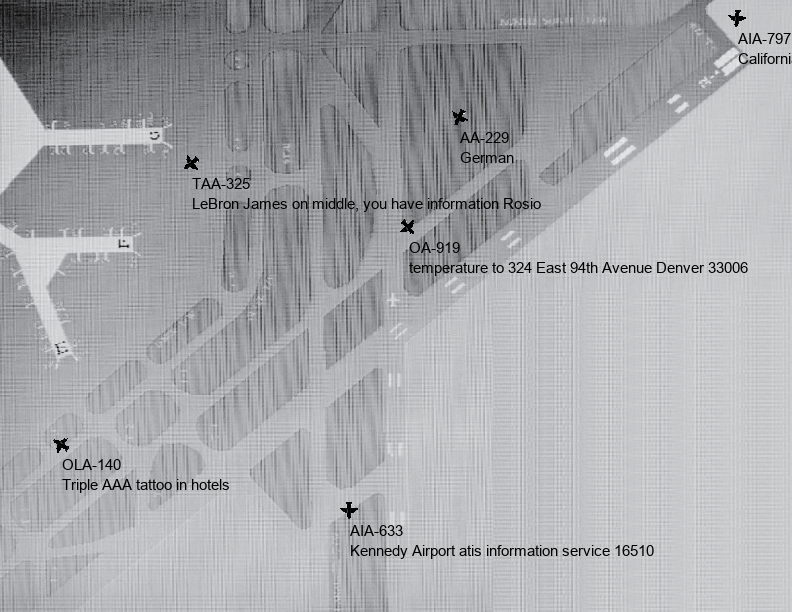 AIA-797
Californi
AA-229
German
TAA-325
LeBron James on middle, you have information Rosio
OA-919
temperature to 324 East 94th Avenue Denver 33006
OLA-140
Triple AAA tattoo in hotels
AIA-633
Kennedy Airport atis information service 16510